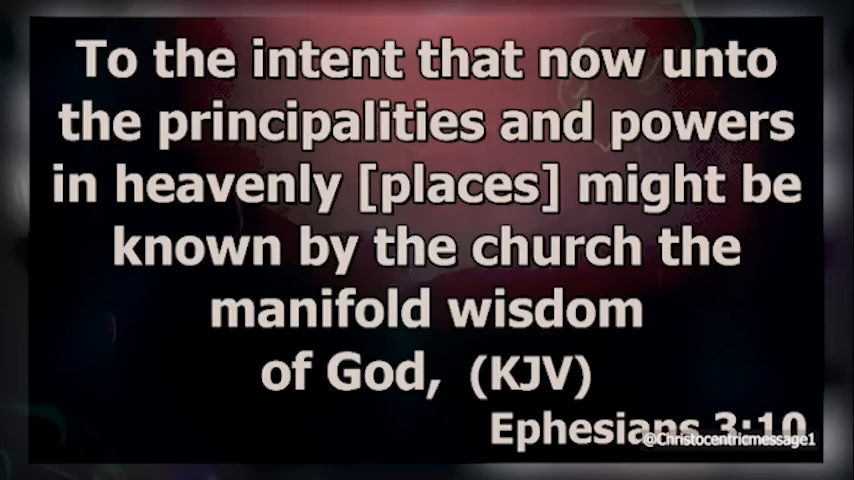 To the intent that now unto
the principalities and powers
in heavenly [places] might be
known by the church the
manifold wisdom
of God, (KJV)
Ephesians 3:10
@Christocentricmessage1